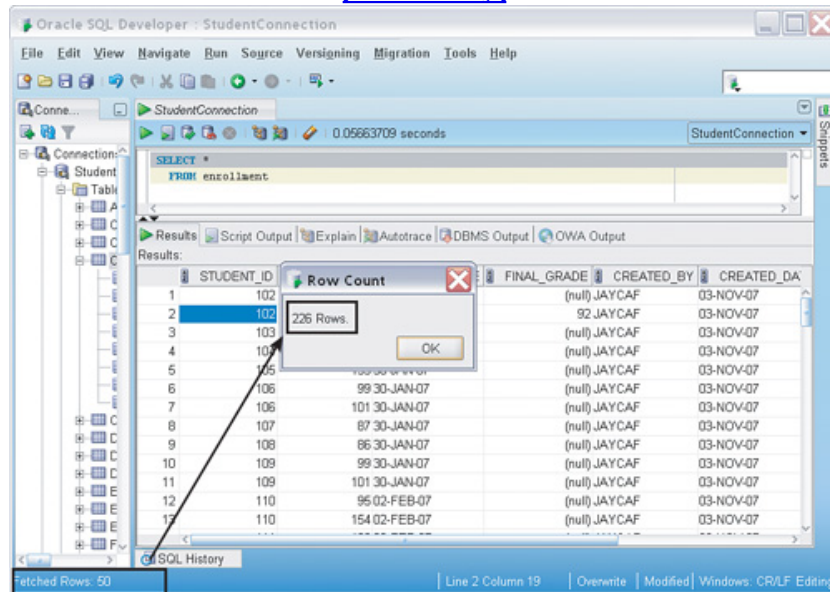 Oracle SQL Developer : StudentConnection
File Edit View Navigate Run Source Versioning Migration Tools Help
Conne...
StudentConnection
0.05663709 seconds
StudentConnection
Snippets
Connection
Student
Table
SELECT *
FROM enrollment
Results Script Output Explain Autotrace DBMS Output OWA Output
Results:
STUDENT_ID FINAL_GRADE CREATED_BY CREATED_DA
Row Count
226 Rows.
OK
1 102 (null) JAYCAF 03-NOV-07
2 102 92 JAYCAF 03-NOV-07
3 103 (null) JAYCAF 03-NOV-07
4 104 (null) JAYCAF 03-NOV-07
5 105 (null) JAYCAF 03-NOV-07
6 106 99 30-JAN-07 (null) JAYCAF 03-NOV-07
7 106 101 30-JAN-07 (null) JAYCAF 03-NOV-07
8 107 87 30-JAN-07 (null) JAYCAF 03-NOV-07
9 108 86 30-JAN-07 (null) JAYCAF 03-NOV-07
10 109 99 30-JAN-07 (null) JAYCAF 03-NOV-07
11 109 101 30-JAN-07 (null) JAYCAF 03-NOV-07
12 110 95 02-FEB-07 (null) JAYCAF 03-NOV-07
13 110 154 02-FEB-07 (null) JAYCAF 03-NOV-07
SQL History
Fetched Rows: 50
Line 2 Column 19 Overwrite Modified Windows: CR/LF Editing